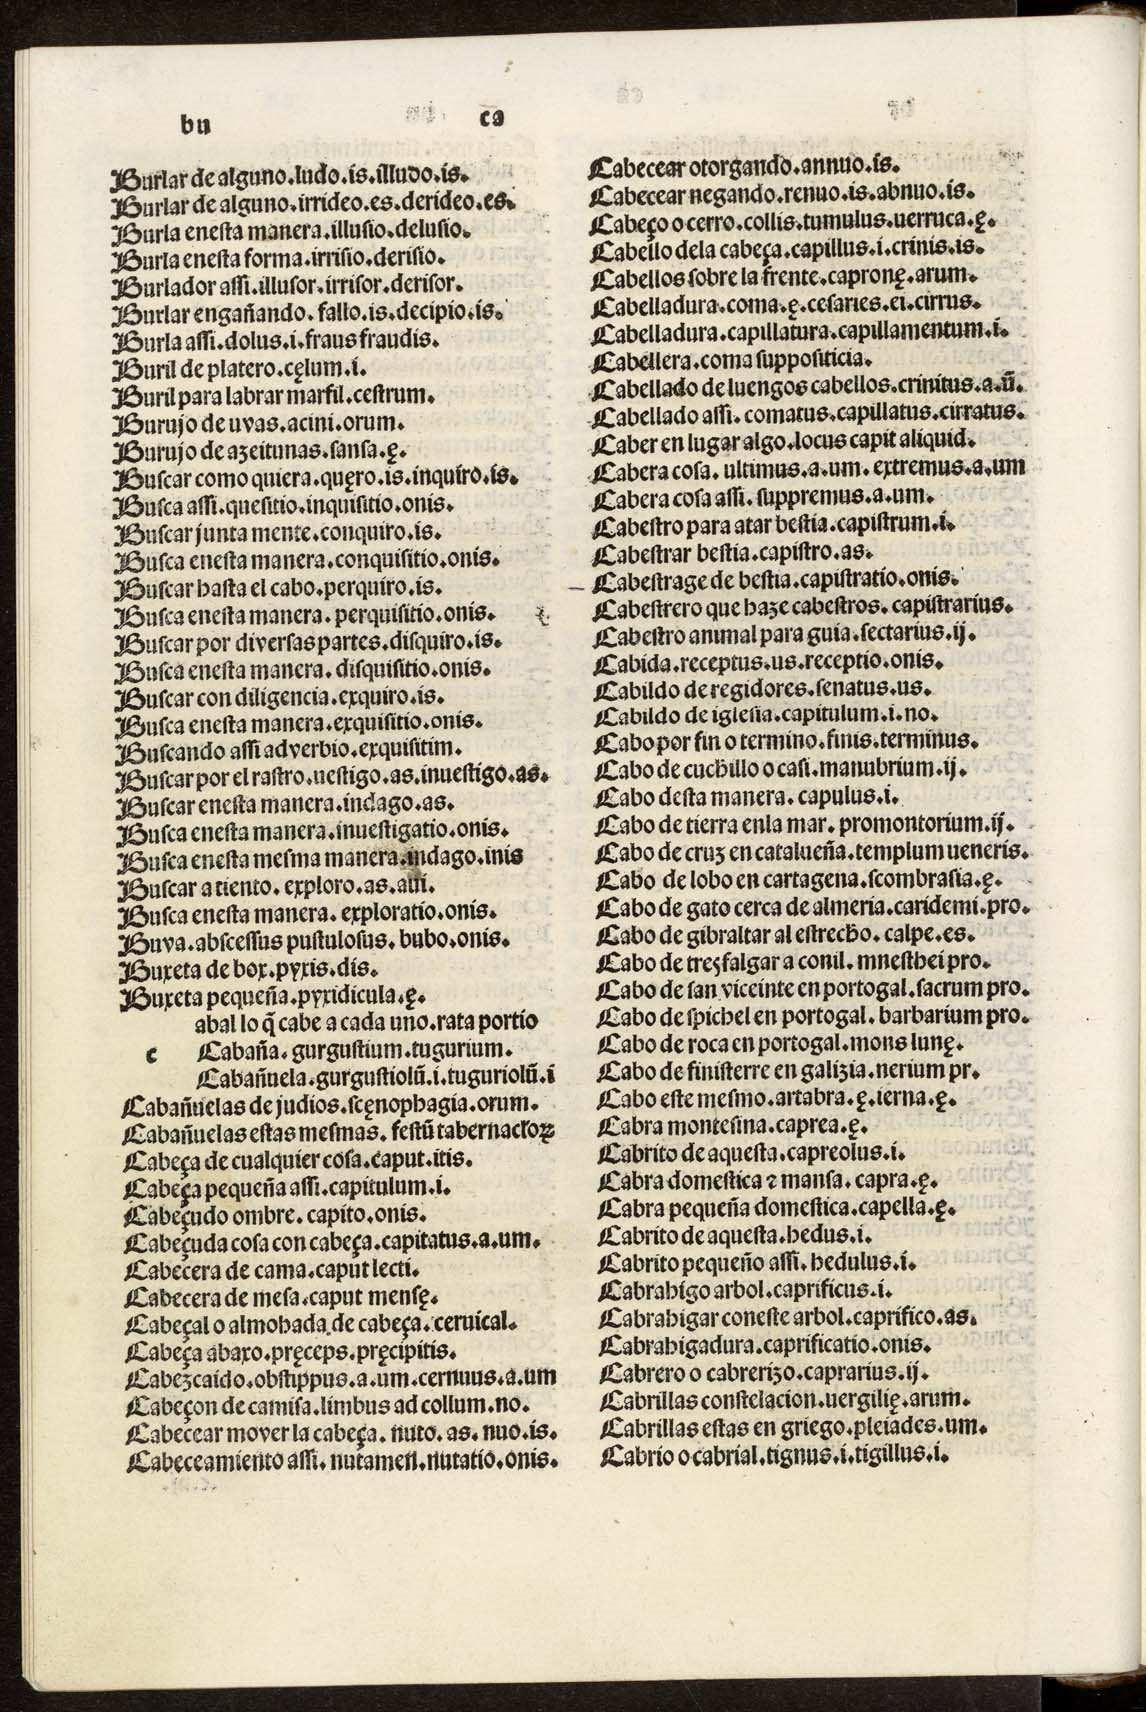 bu
ca
Burlar de alguno.ludo.is.illudo.is.
Burlar de alguno.irrideo.es.derideo.es.
Burla enesta manera.illusio.delusio.
Burla enesta forma.irrisio.derisio.
Burlador assi.illusor.irrisor.derisor.
Burlar engañando.fallo.is.decipio.is.
Burla assi.dolus.i.fraus fraudis.
Buril de platero.cęlum.i.
Buril para labrar marfil.cestrum.
Burujo de uvas.acini.orum.
Burujo de azeitunas.sansa.ę.
Buscar como quiera.quęro.is.inquiro.is.
Busca assi.quesitio.inquisitio.onis.
Buscar junta mente.conquiro.is.
Busca enesta manera.conquisitio.onis.
Buscar hasta el cabo.perquiro.is.
Busca enesta manera.perquisitio.onis.
Buscar por diversas partes.disquiro.is.
Busca enesta manera.disquisitio.onis.
Buscar con diligencia.exquiro.is.
Busca enesta manera.exquisitio.onis.
Buscando assi adverbio.exquisitim.
Buscar por el rastro.uestigo.as.inuestigo.as.
Buscar enesta manera.indago.as.
Busca enesta manera.inuestigatio.onis.
Busca enesta mesma manera.indago.inis
Buscar a tiento.exploro.as.aui.
Busca enesta manera.exploratio.onis.
Buva.abscessus pustulosus.bubo.onis.
Buxeta de box.pyxis.dis.
Buxeta pequeña.pyxidicula.ę.
abal lo q̄ cabe a cada uno.rata portio
c Cabaña.gurgustium.tugurium.
Cabañuela.gurgustiolū.i.tuguriolū.i
Cabañuelas de judios.scęnophagia.orum.
Cabañuelas estas mesmas.festū tabernacloꝝ
Cabeça de cualquier cosa.caput.itis.
Cabeça pequeña assi.capitulum.i.
Cabeçudo ombre.capito.onis.
Cabeçuda cosa con cabeça.capitatus.a.um.
Cabecera de cama.caput lecti.
Cabecera de mesa.caput mensę.
Cabeçal o almohada de cabeça.ceruical.
Cabeça abaxo.pręceps.pręcipitis.
Cabezcaido.obstippus.a.um.cernuus.a.um
Cabeçon de camisa.limbus ad collum.no.
Cabecear mover la cabeça.nuto.as.nuo.is.
Cabeceamiento assi.nutamen.nutatio.onis.
Cabecear otorgando.annuo.is.
Cabecear negando.renuo.is.abnuo.is.
Cabeço o cerro.collis.tumulus.uerruca.ę.
Cabello dela cabeça.capillus.i.crinis.is.
Cabellos sobre la frente.capronę.arum.
Cabelladura.coma.ę.cesaries.ei.cirrus.
Cabelladura.capillatura.capillamentum.i.
Cabellera.coma suppositicia.
Cabellado de luengos cabellos.crinitus.a.ū.
Cabellado assi.comatus.capillatus.cirratus.
Caber en lugar algo.locus capit aliquid.
Cabera cosa.ultimus.a.um.extremus.a.um
Cabera cosa assi.suppremus.a.um.
Cabestro para atar bestia.capistrum.i.
Cabestrar bestia.capistro.as.
Cabestrage de bestia.capistratio.onis.
Cabestrero que haze cabestros.capistrarius.
Cabestro animal para guia.sectarius.ij.
Cabida.receptus.us.receptio.onis.
Cabildo de regidores.senatus.us.
Cabildo de iglesia.capitulum.i.no.
Cabo por fin o termino.finis.terminus.
Cabo de cuchillo o casi.manubrium.ij.
Cabo desta manera.capulus.i.
Cabo de tierra enla mar.promontorium.ij.
Cabo de cruz en catalueña.templum ueneris.
Cabo de lobo en cartagena.scombrasia.ę.
Cabo de gato cerca de almeria.caridemi.pro.
Cabo de gibraltar al estrecho.calpe.es.
Cabo de trezfalgar a conil.mnesthei pro.
Cabo de san viceinte en portogal.sacrum pro.
Cabo de spichel en portogal.barbarium pro.
Cabo de roca en portogal.mons lunę.
Cabo de finisterre en galizia.nerium pr.
Cabo este mesmo.artabra.ę.ierna.ę.
Cabra montesina.caprea.ę.
Cabrito de aquesta.capreolus.i.
Cabra domestica ⁊ mansa.capra.ę.
Cabra pequeña domestica.capella.ę.
Cabrito de aquesta.hedus.i.
Cabrito pequeño assi.hedulus.i.
Cabrahigo arbol.caprificus.i.
Cabrahigar coneste arbol.caprifico.as.
Cabrahigadura.caprificatio.onis.
Cabrero o cabrerizo.caprarius.ij.
Cabrillas constelacion.uergilię.arum.
Cabrillas estas en griego.pleiades.um.
Cabrio o cabrial.tignus.i.tigillus.i.